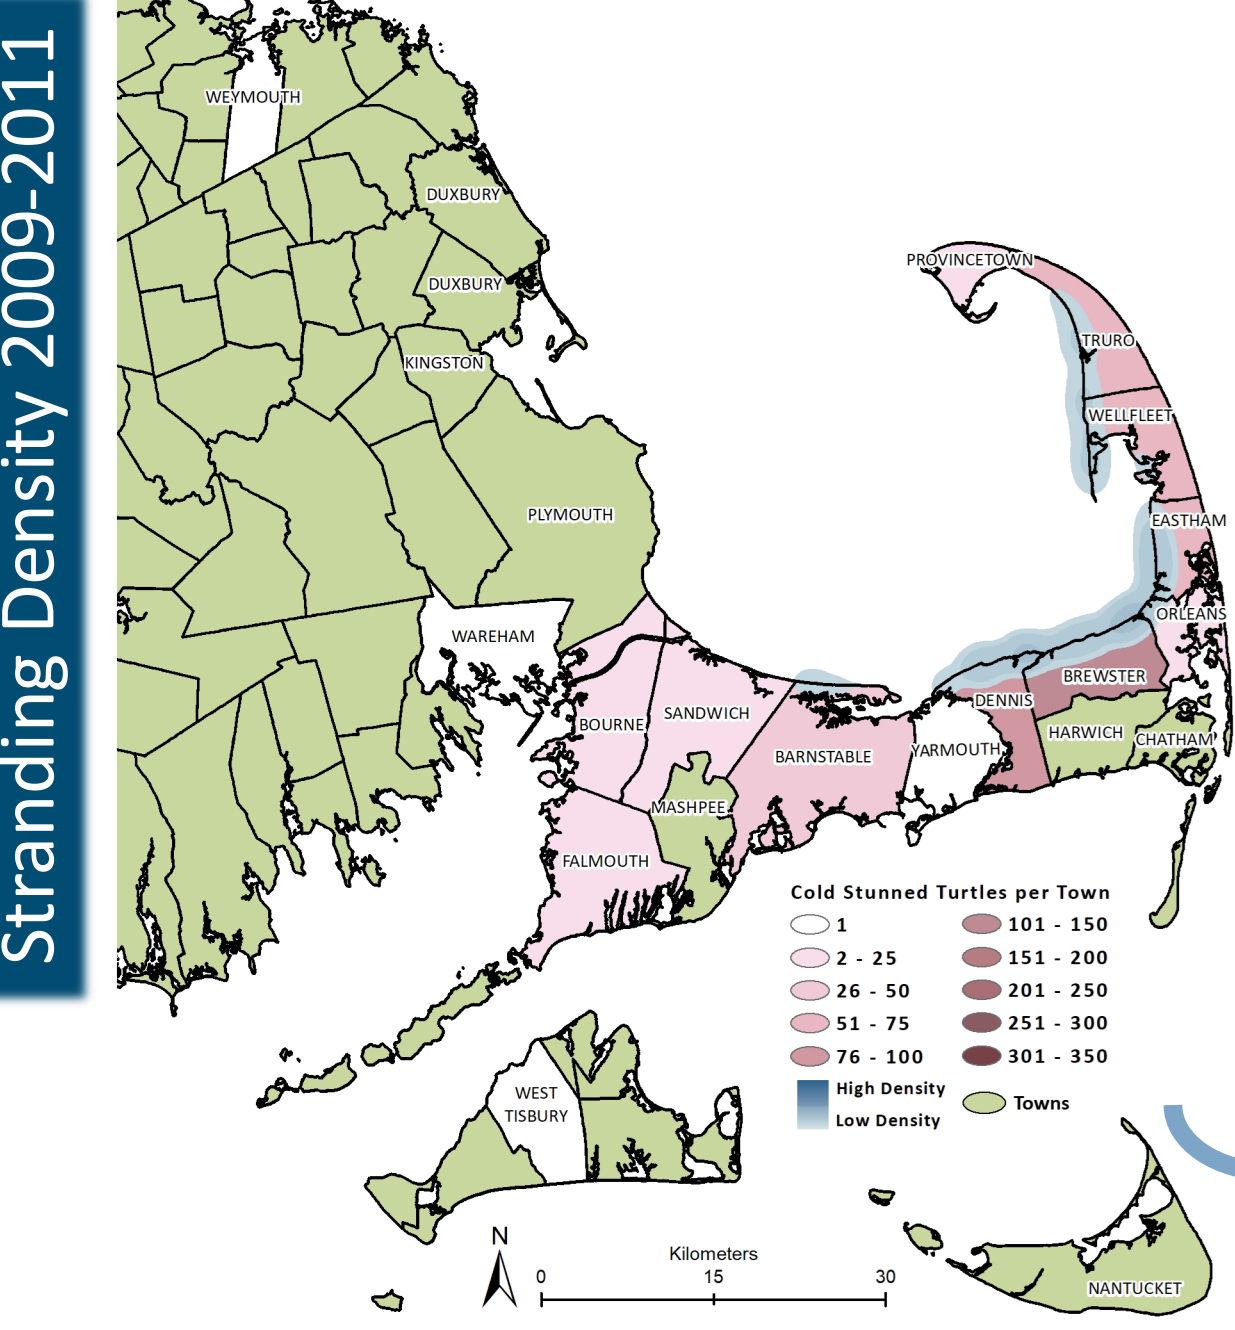 Stranding Density 2009-2011
WEYMOUTH
DUXBURY
PROVINCETOWN
DUXBURY
TRURO
KINGSTON
WELLFLEET
PLYMOUTH
EASTHAM
ORLEANS
WAREHAM
BREWSTER
DENNIS
SANDWICH
BOURNE
HARWICH
CHATHAM
YARMOUTH
BARNSTABLE
MASHPEE
FALMOUTH
Cold Stunned Turtles per Town
1
101 - 150
2 - 25
151 - 200
26 - 50
201 - 250
51 - 75
251 - 300
76 - 100
301 - 350
High Density
Low Density
Towns
WEST
TISBURY
N
Kilometers
0 15 30
NANTUCKET